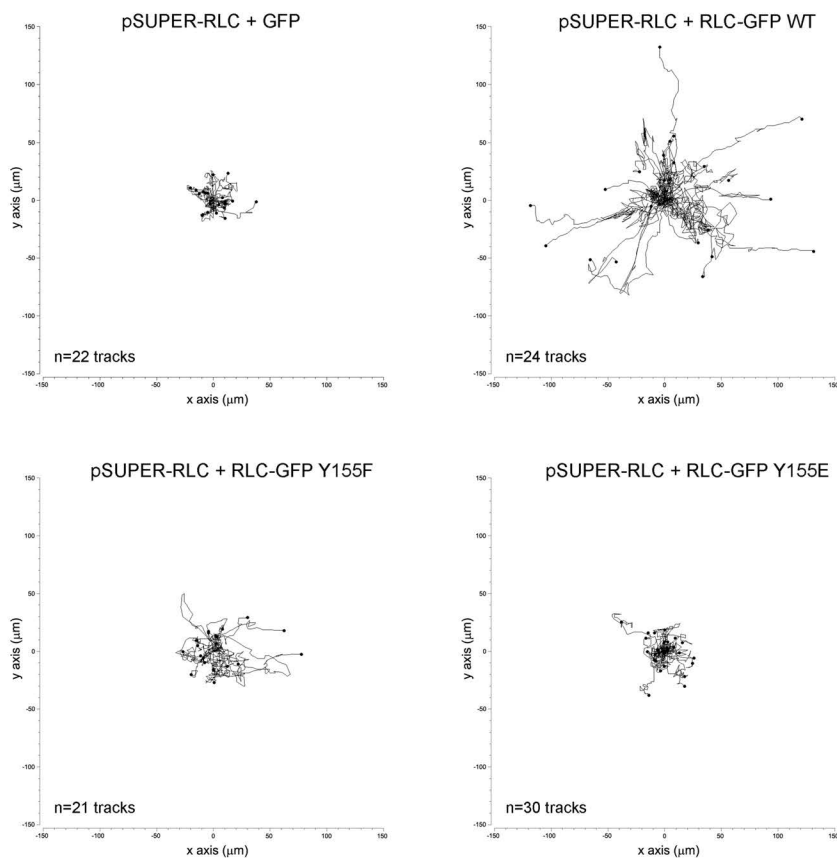 pSUPER-RLC + GFP
150
100
50
0
-50
-100
-150
y axis (μm)
n=22 tracks
-150 -100 -50 0 50 100 150
x axis (μm)
pSUPER-RLC + RLC-GFP WT
150
100
50
0
-50
-100
-150
y axis (μm)
n=24 tracks
-150 -100 -50 0 50 100 150
x axis (μm)
pSUPER-RLC + RLC-GFP Y155F
150
100
50
0
-50
-100
-150
y axis (μm)
n=21 tracks
-150 -100 -50 0 50 100 150
x axis (μm)
pSUPER-RLC + RLC-GFP Y155E
150
100
50
0
-50
-100
-150
y axis (μm)
n=30 tracks
-150 -100 -50 0 50 100 150
x axis (μm)